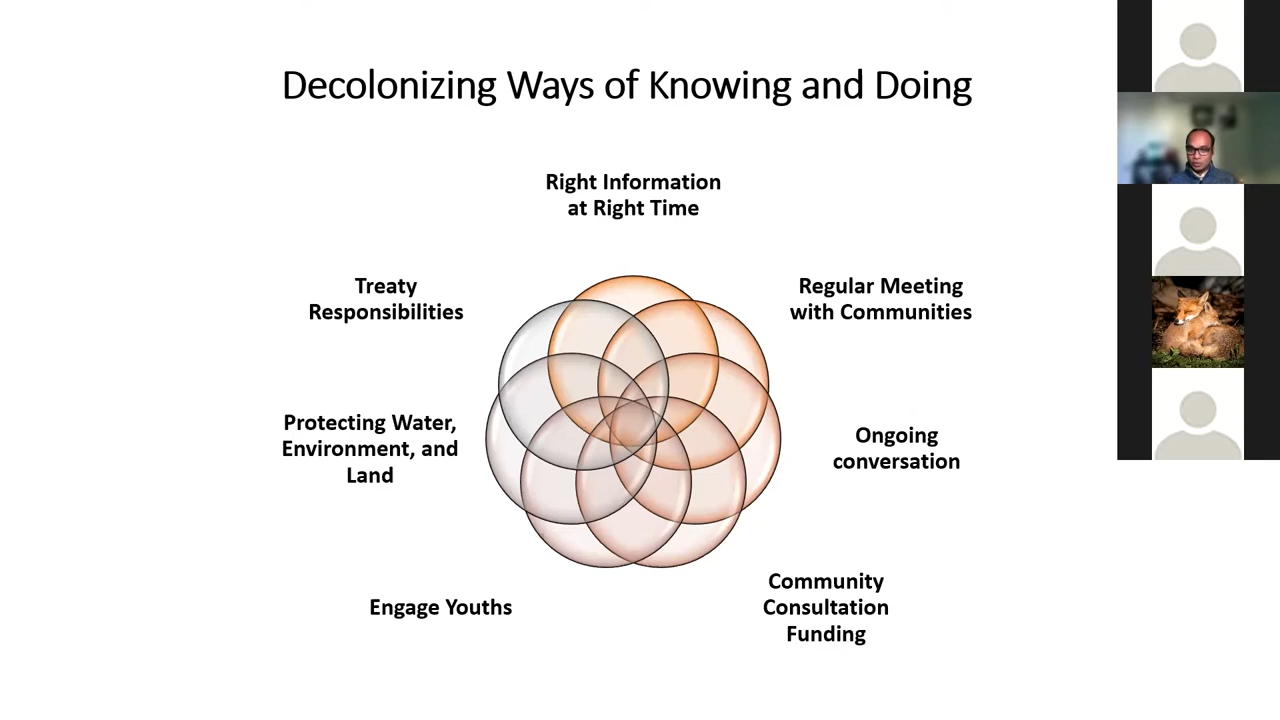 Decolonizing Ways of Knowing and Doing
Right Information
at Right Time
Regular Meeting
with Communities
Ongoing
conversation
Community
Consultation
Funding
Engage Youths
Protecting Water,
Environment, and
Land
Treaty
Responsibilities